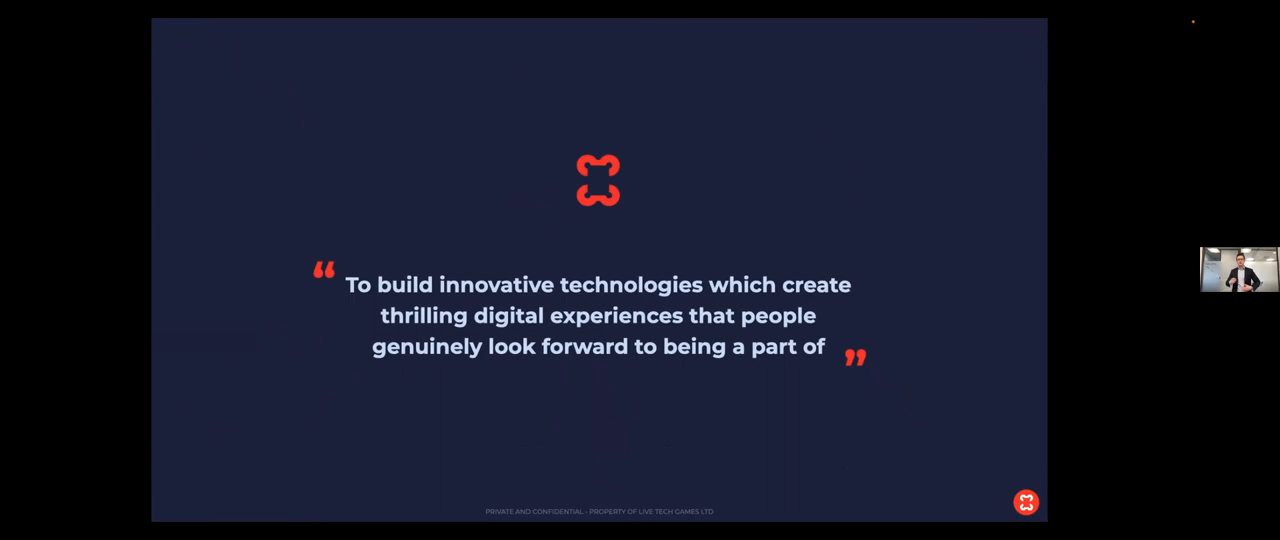 “ To build innovative technologies which create
thrilling digital experiences that people
genuinely look forward to being a part of ”
PRIVATE AND CONFIDENTIAL - PROPERTY OF LIVE TECH GAMES LTD